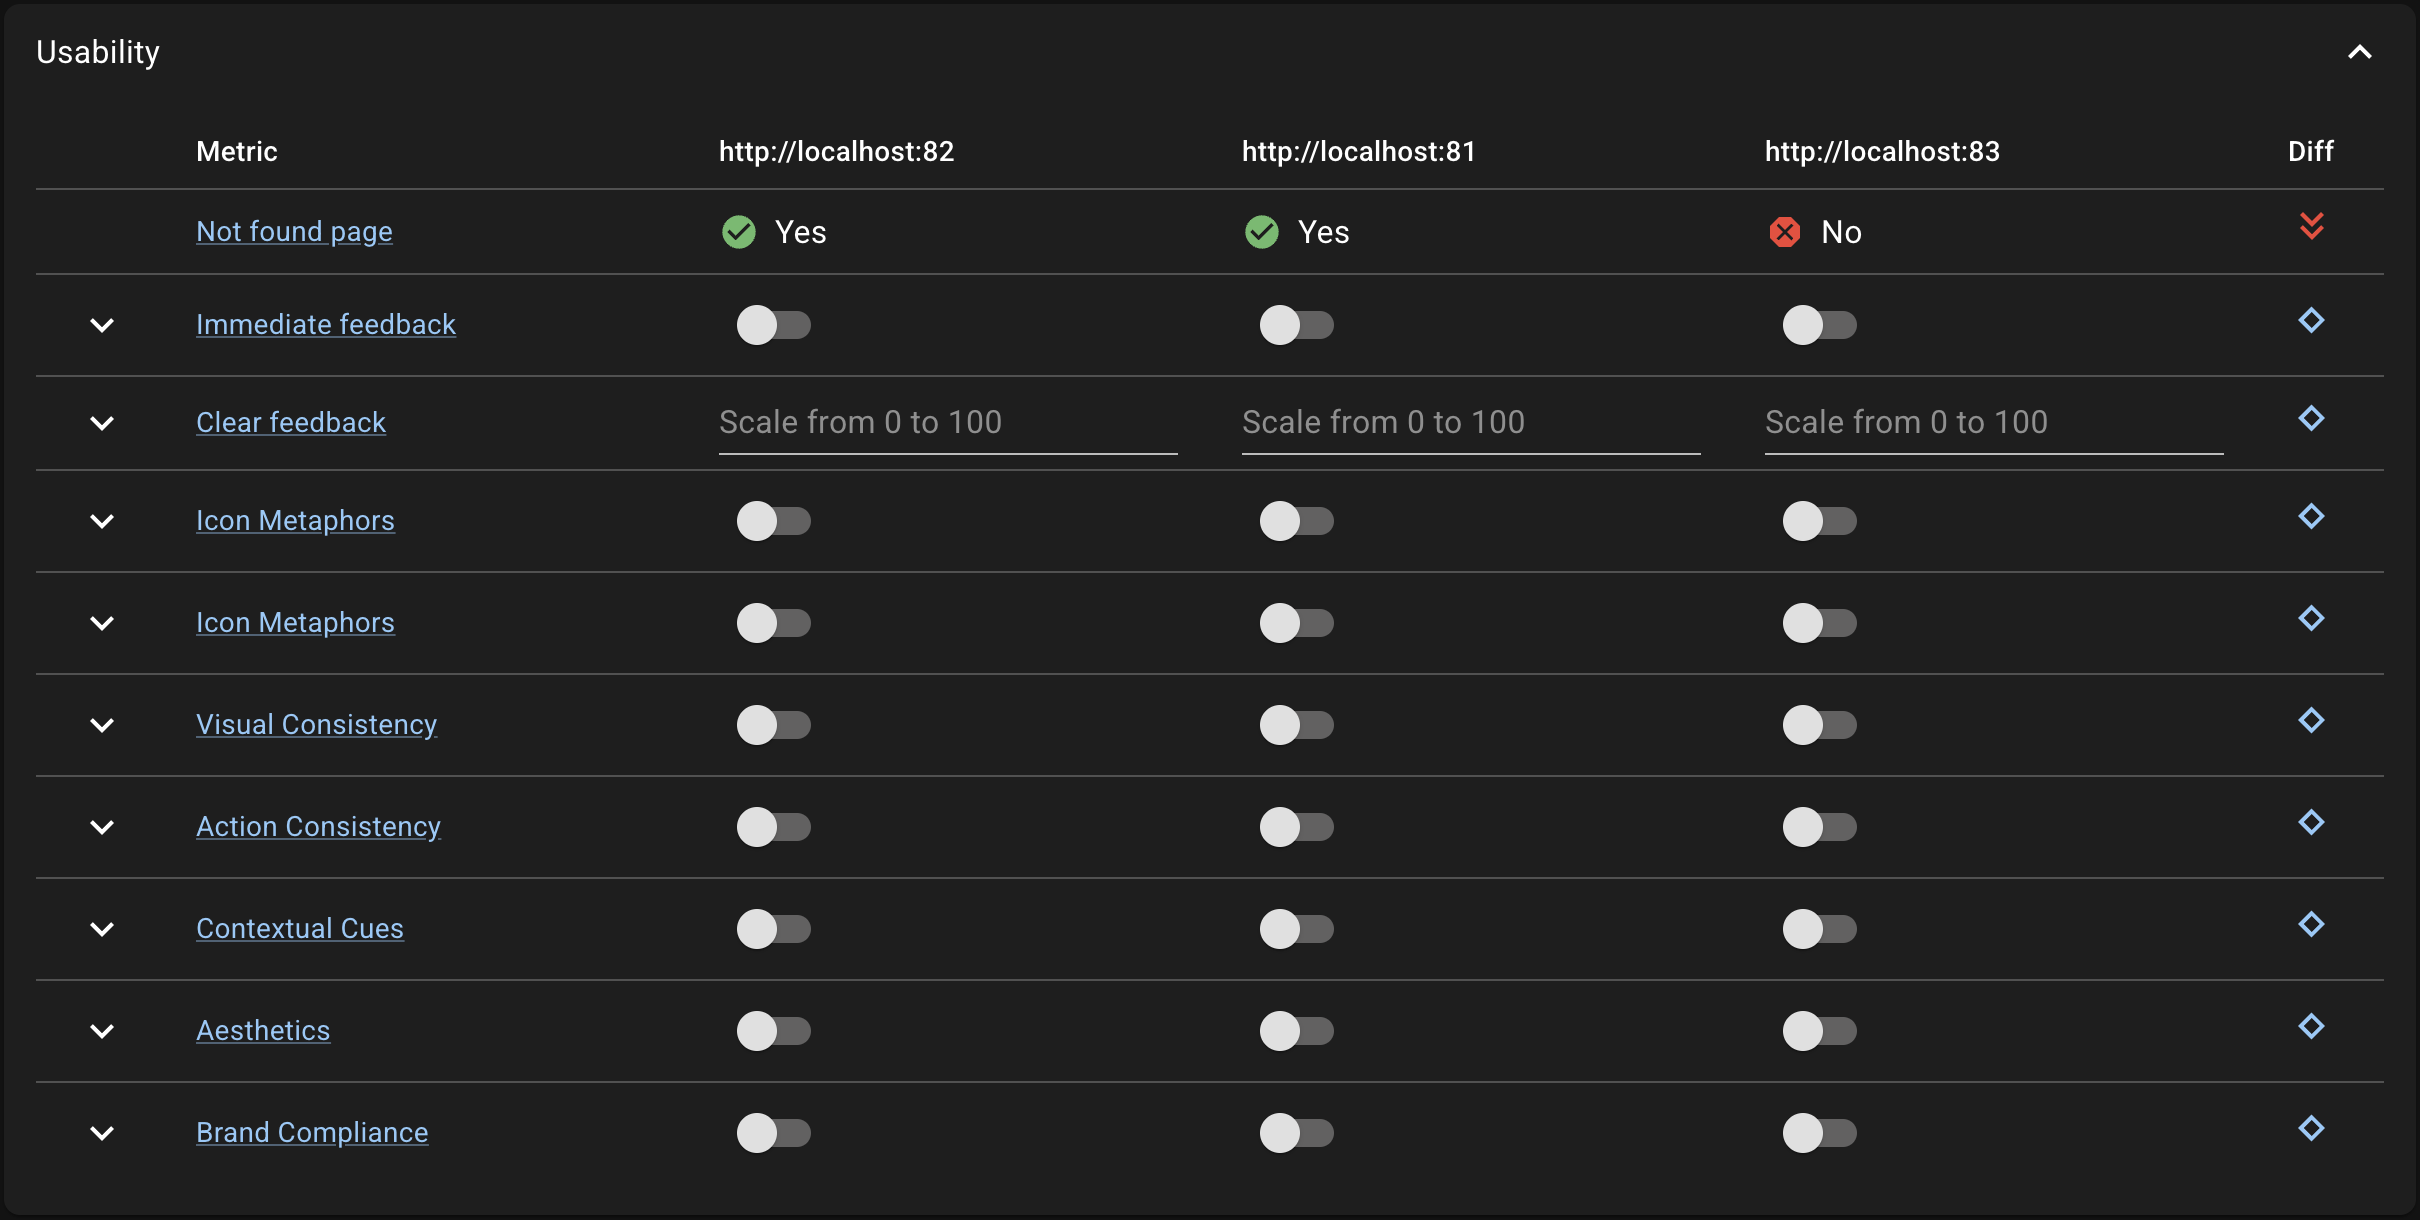 Usability
Metric http://localhost:82 http://localhost:81 http://localhost:83 Diff
Not found page Yes Yes No
Immediate feedback
Clear feedback Scale from 0 to 100 Scale from 0 to 100 Scale from 0 to 100
Icon Metaphors
Icon Metaphors
Visual Consistency
Action Consistency
Contextual Cues
Aesthetics
Brand Compliance